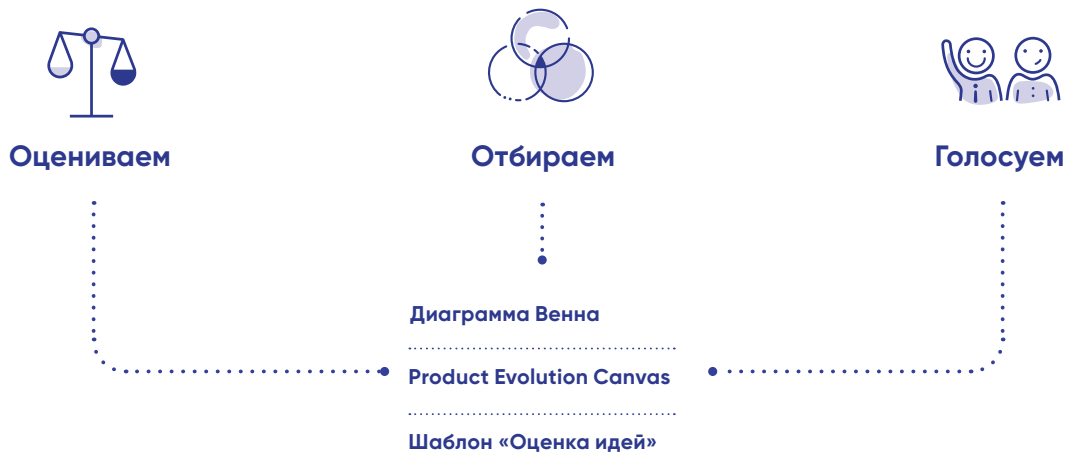 Оцениваем
Отбираем
Голосуем
Диаграмма Венна
Product Evolution Canvas
Шаблон «Оценка идей»